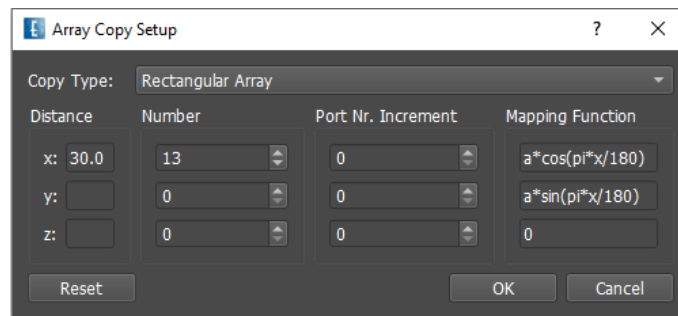 Array Copy Setup ? ×
Copy Type: Rectangular Array
Distance Number Port Nr. Increment Mapping Function
x: 30.0 13 0 a*cos(pi*x/180)
y: 0 0 a*sin(pi*x/180)
z: 0 0 0
Reset OK Cancel